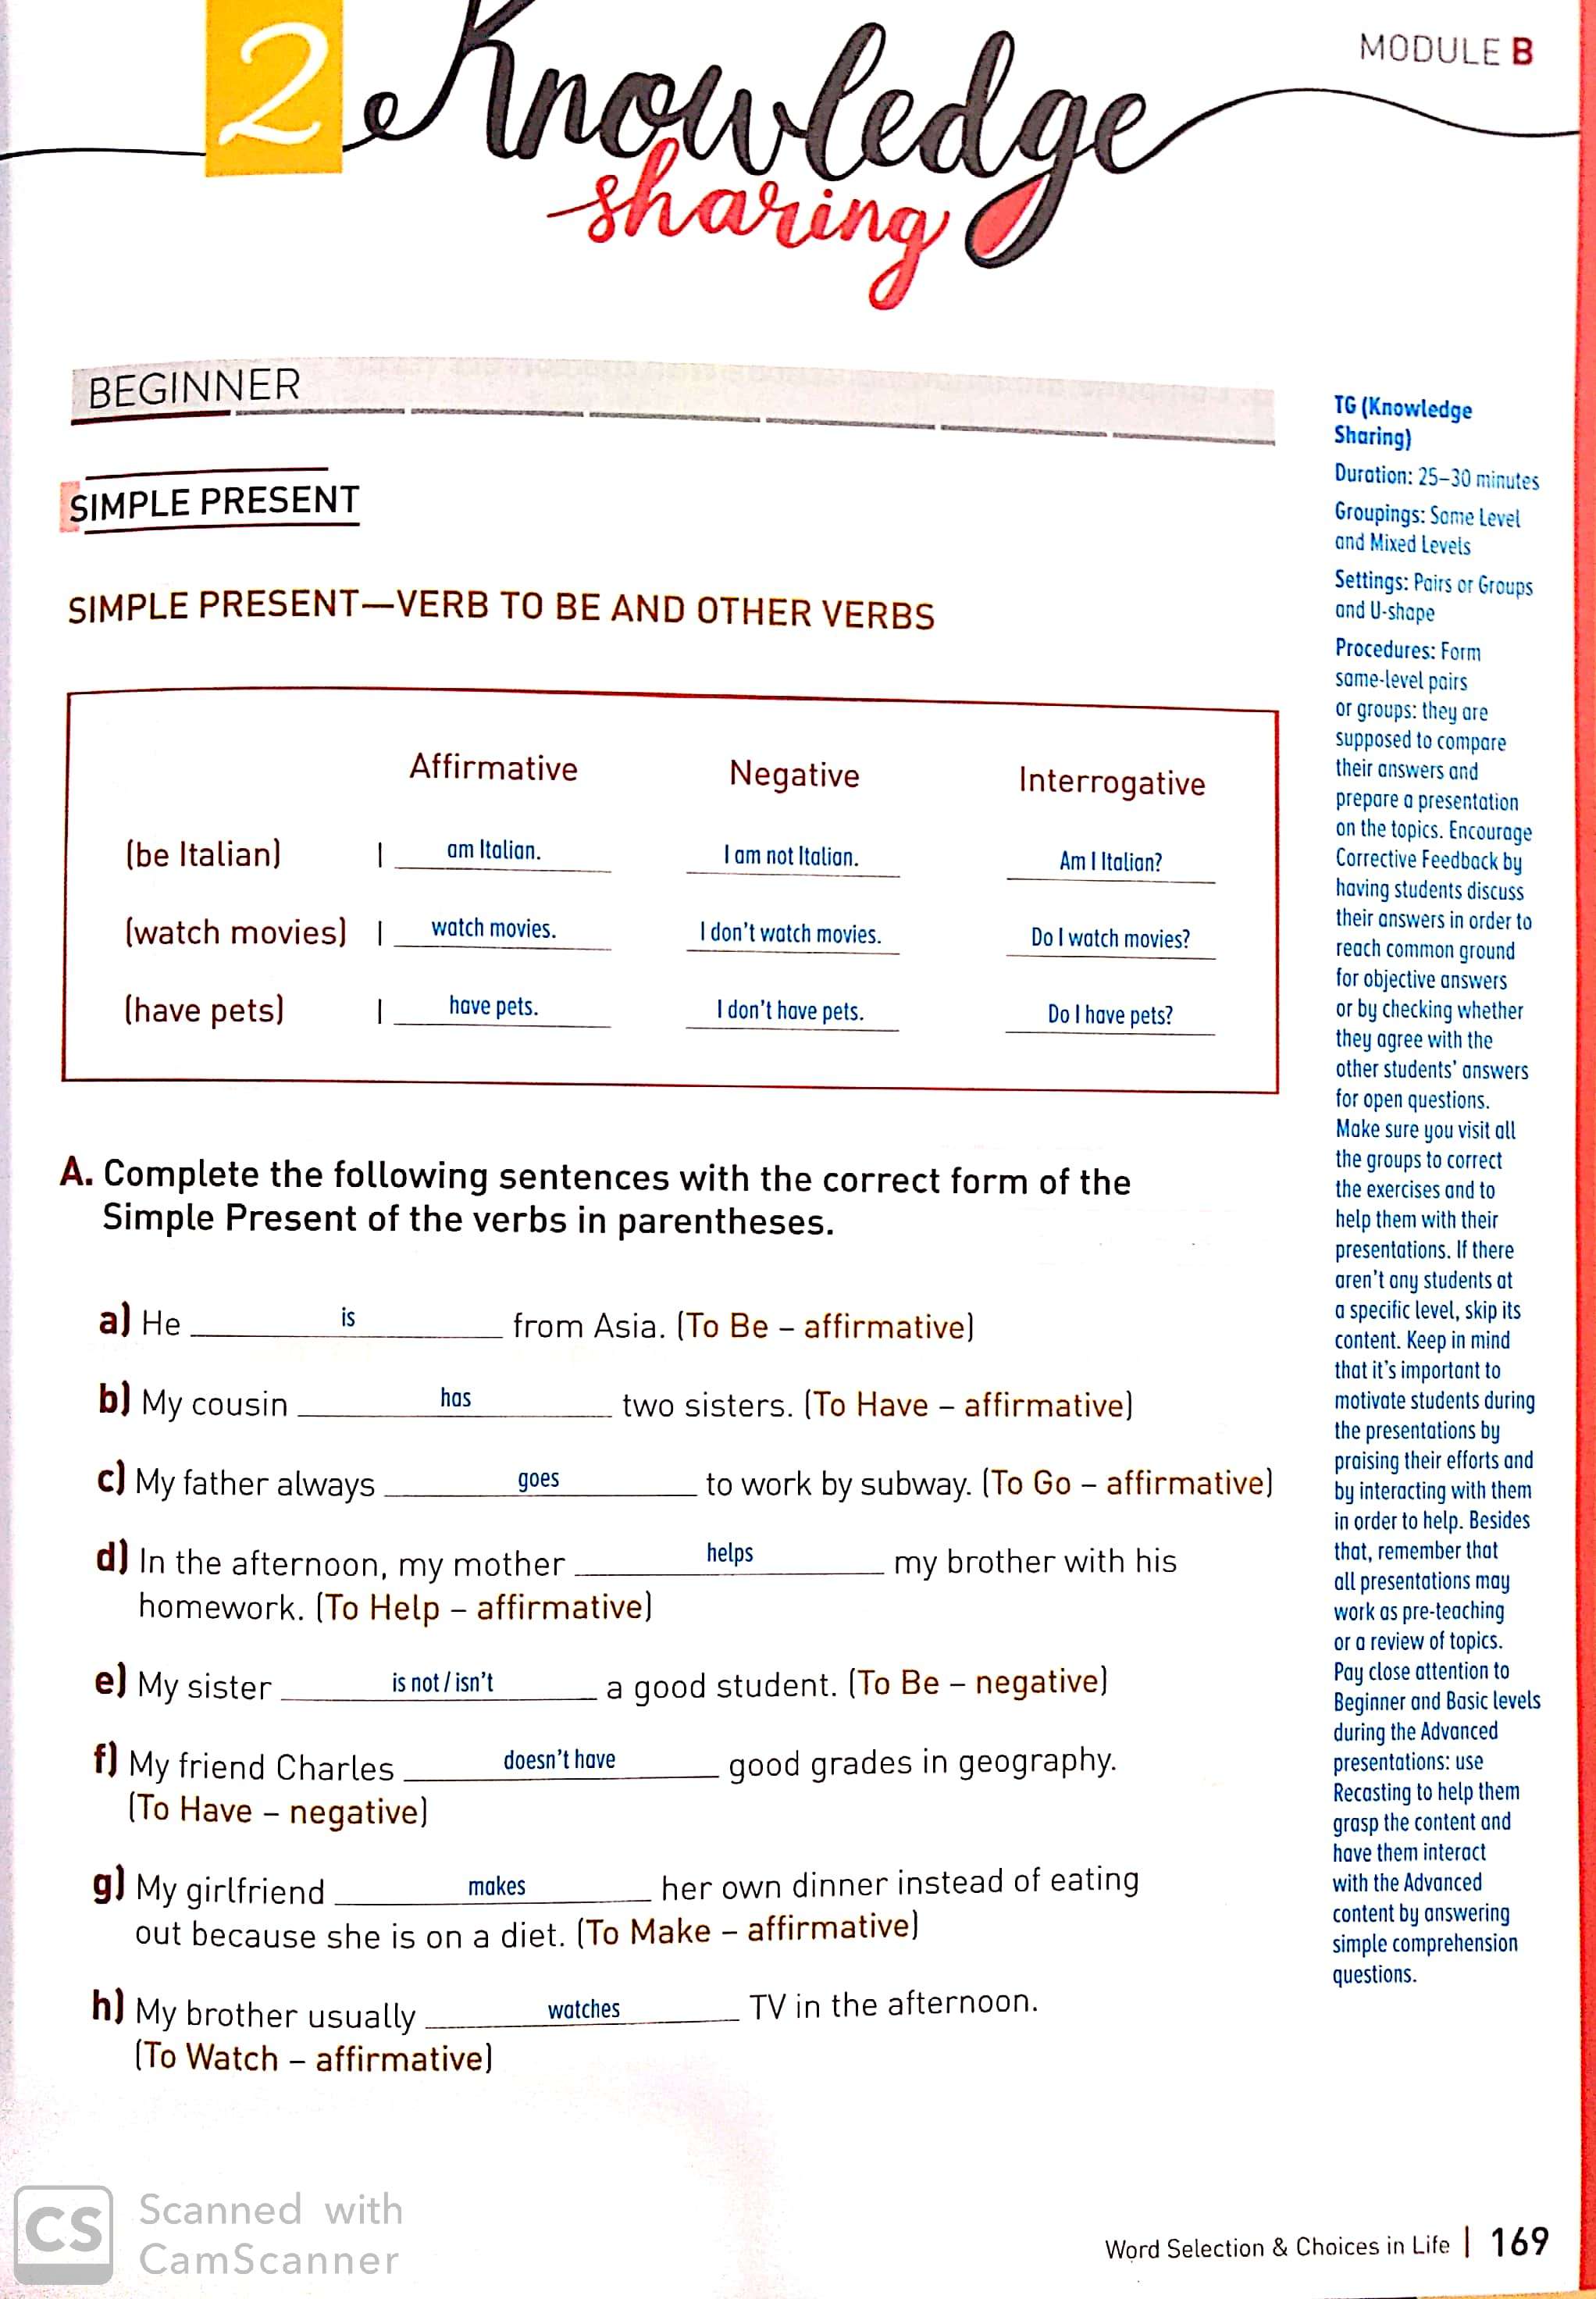 2 Knowledge
sharing
MODULE B
BEGINNER
SIMPLE PRESENT
SIMPLE PRESENT—VERB TO BE AND OTHER VERBS
Affirmative Negative Interrogative
(be Italian) I am Italian. I am not Italian. Am I Italian?
(watch movies) I watch movies. I don't watch movies. Do I watch movies?
(have pets) I have pets. I don't have pets. Do I have pets?
A. Complete the following sentences with the correct form of the
Simple Present of the verbs in parentheses.
a) He is from Asia. (To Be – affirmative)
b) My cousin has two sisters. (To Have – affirmative)
c) My father always goes to work by subway. (To Go – affirmative)
d) In the afternoon, my mother helps my brother with his
homework. (To Help – affirmative)
e) My sister is not / isn't a good student. (To Be – negative)
f) My friend Charles doesn't have good grades in geography.
(To Have – negative)
g) My girlfriend makes her own dinner instead of eating
out because she is on a diet. (To Make – affirmative)
h) My brother usually watches TV in the afternoon.
(To Watch – affirmative)
TG (Knowledge
Sharing)
Duration: 25–30 minutes
Groupings: Same Level
and Mixed Levels
Settings: Pairs or Groups
and U-shape
Procedures: Form
same-level pairs
or groups: they are
supposed to compare
their answers and
prepare a presentation
on the topics. Encourage
Corrective Feedback by
having students discuss
their answers in order to
reach common ground
for objective answers
or by checking whether
they agree with the
other students' answers
for open questions.
Make sure you visit all
the groups to correct
the exercises and to
help them with their
presentations. If there
aren't any students at
a specific level, skip its
content. Keep in mind
that it's important to
motivate students during
the presentations by
praising their efforts and
by interacting with them
in order to help. Besides
that, remember that
all presentations may
work as pre-teaching
or a review of topics.
Pay close attention to
Beginner and Basic levels
during the Advanced
presentations: use
Recasting to help them
grasp the content and
have them interact
with the Advanced
content by answering
simple comprehension
questions.
CS Scanned with
CamScanner
Word Selection & Choices in Life | 169